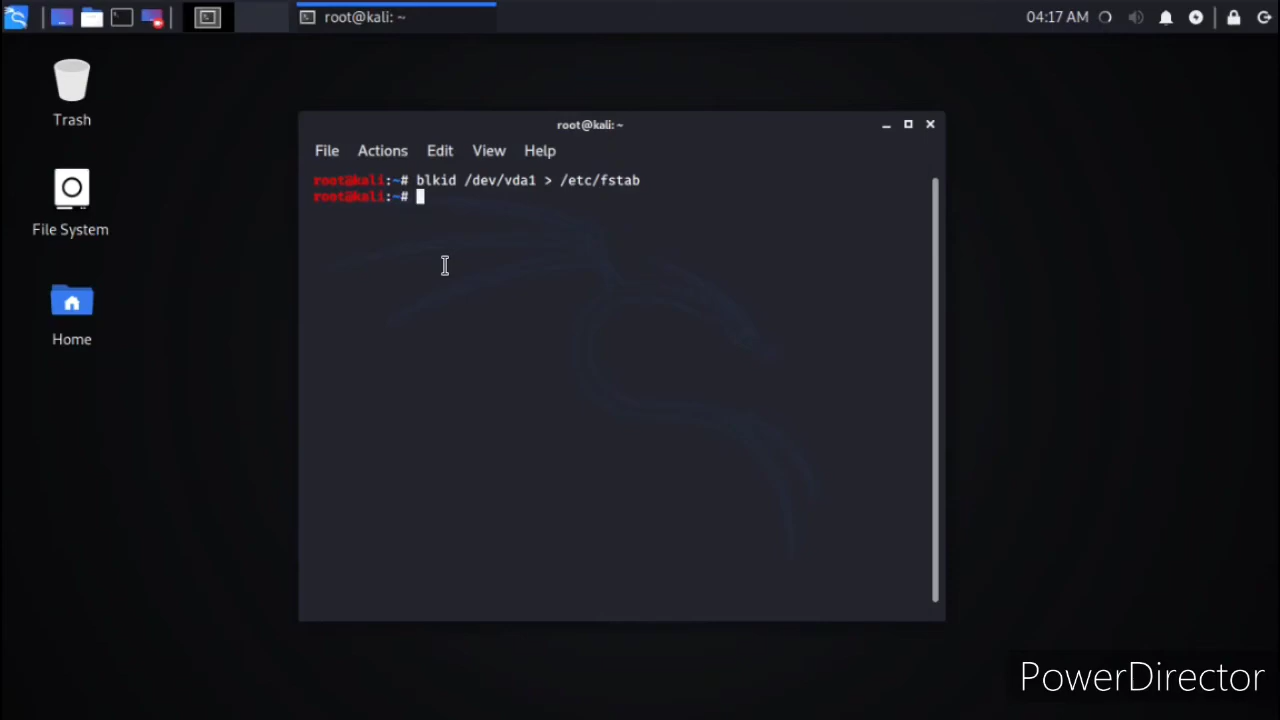 root@kali: ~
04:17 AM
Trash
File System
Home
root@kali: ~
File Actions Edit View Help
root@kali:~# blkid /dev/vda1 > /etc/fstab
root@kali:~#
PowerDirector